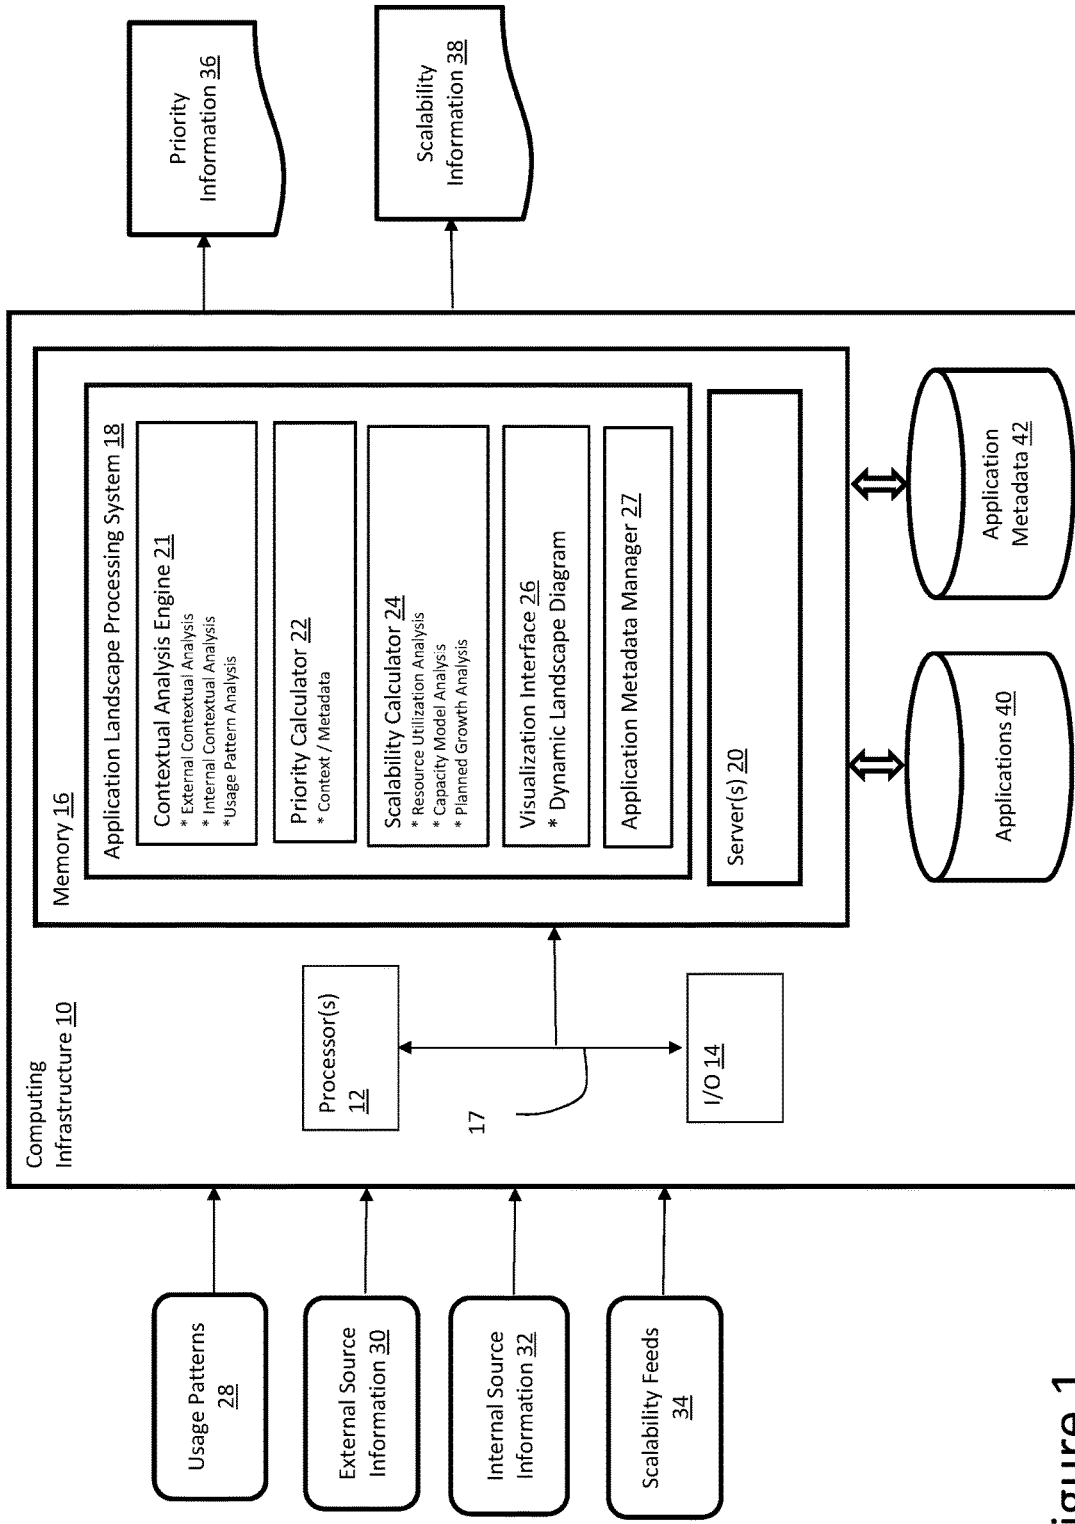 Computing
Infrastructure 10
Usage Patterns
28
External Source
Information 30
Internal Source
Information 32
Scalability Feeds
34
Processor(s)
12
17
I/O 14
Memory 16
Application Landscape Processing System 18
Contextual Analysis Engine 21
* External Contextual Analysis
* Internal Contextual Analysis
*Usage Pattern Analysis
Priority Calculator 22
* Context / Metadata
Scalability Calculator 24
* Resource Utilization Analysis
* Capacity Model Analysis
* Planned Growth Analysis
Visualization Interface 26
* Dynamic Landscape Diagram
Application Metadata Manager 27
Server(s) 20
Applications 40
Application
Metadata 42
Priority
Information 36
Scalability
Information 38
igure 1